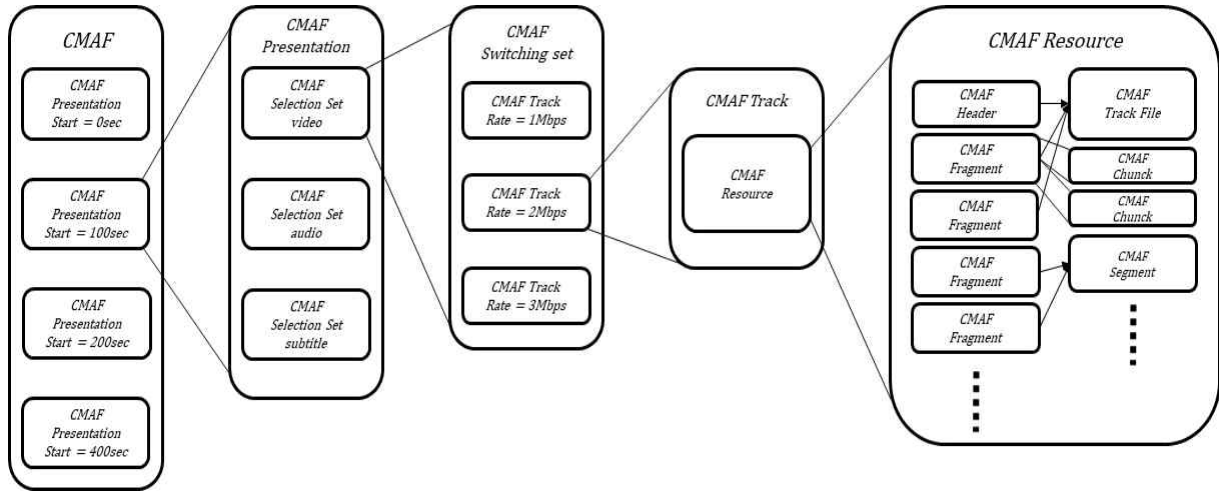 CMAF
CMAF
Presentation
Start = 0sec
CMAF
Presentation
Start = 100sec
CMAF
Presentation
Start = 200sec
CMAF
Presentation
Start = 400sec
CMAF
Presentation
CMAF
Selection Set
video
CMAF
Selection Set
audio
CMAF
Selection Set
subtitle
CMAF
Switching set
CMAF Track
Rate = 1Mbps
CMAF Track
Rate = 2Mbps
CMAF Track
Rate = 3Mbps
CMAF Track
CMAF
Resource
CMAF Resource
CMAF
Header
CMAF
Fragment
CMAF
Fragment
CMAF
Fragment
CMAF
Fragment
CMAF
Track File
CMAF
Chunck
CMAF
Chunck
CMAF
Segment